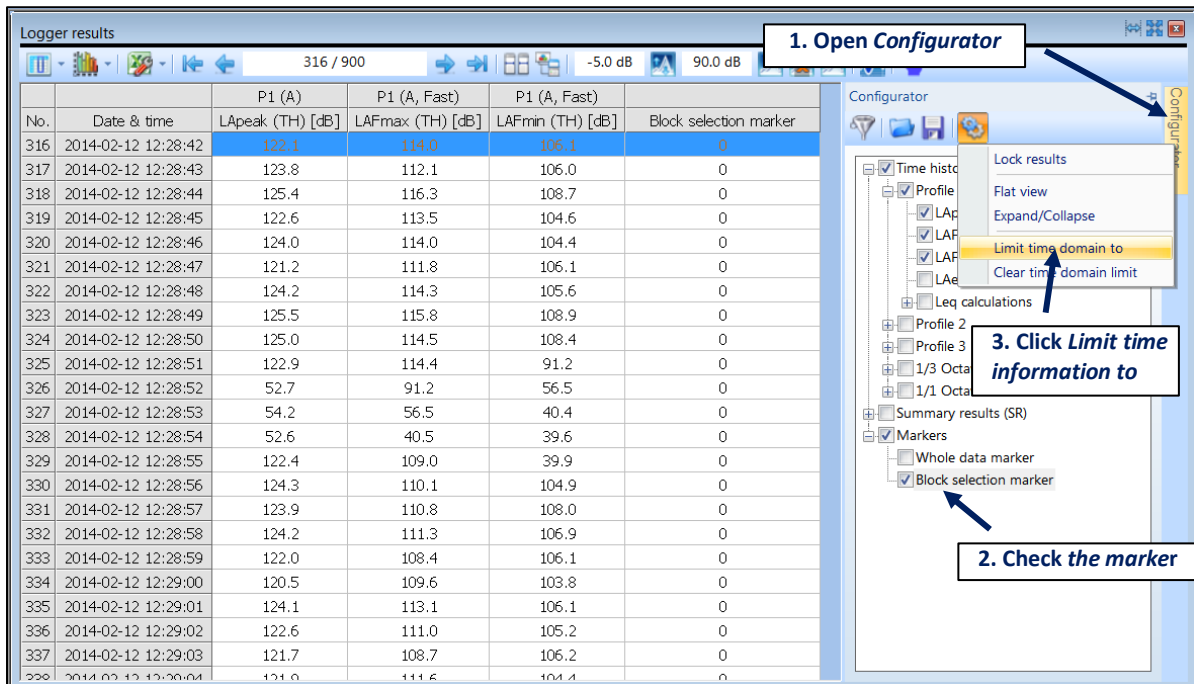 Logger results
1. Open Configurator
316 / 900
-5.0 dB
90.0 dB
P1 (A) P1 (A, Fast) P1 (A, Fast)
No. Date & time LApeak (TH) [dB] LAFmax (TH) [dB] LAFmin (TH) [dB] Block selection marker
316 2014-02-12 12:28:42 122.1 114.0 106.1 0
317 2014-02-12 12:28:43 123.8 112.1 106.0 0
318 2014-02-12 12:28:44 125.4 116.3 108.7 0
319 2014-02-12 12:28:45 122.6 113.5 104.6 0
320 2014-02-12 12:28:46 124.0 114.0 104.4 0
321 2014-02-12 12:28:47 121.2 111.8 106.1 0
322 2014-02-12 12:28:48 124.2 114.3 105.6 0
323 2014-02-12 12:28:49 125.5 115.8 108.9 0
324 2014-02-12 12:28:50 125.0 114.5 108.4 0
325 2014-02-12 12:28:51 122.9 114.4 91.2 0
326 2014-02-12 12:28:52 52.7 91.2 56.5 0
327 2014-02-12 12:28:53 54.2 56.5 40.4 0
328 2014-02-12 12:28:54 52.6 40.5 39.6 0
329 2014-02-12 12:28:55 122.4 109.0 39.9 0
330 2014-02-12 12:28:56 124.3 110.1 104.9 0
331 2014-02-12 12:28:57 123.9 110.8 108.0 0
332 2014-02-12 12:28:58 124.2 111.3 106.9 0
333 2014-02-12 12:28:59 122.0 108.4 106.1 0
334 2014-02-12 12:29:00 120.5 109.6 103.8 0
335 2014-02-12 12:29:01 124.1 113.1 106.1 0
336 2014-02-12 12:29:02 122.6 111.0 105.2 0
337 2014-02-12 12:29:03 121.7 108.7 106.2 0
Configurator
Configurator
Time histo
Profile
LAp
LAF
LAF
LAe
Leq calculations
Profile 2
Profile 3
1/3 Octa
1/1 Octa
Summary results (SR)
Markers
Whole data marker
Block selection marker
Lock results
Flat view
Expand/Collapse
Limit time domain to
Clear time domain limit
3. Click Limit time
information to
2. Check the marker